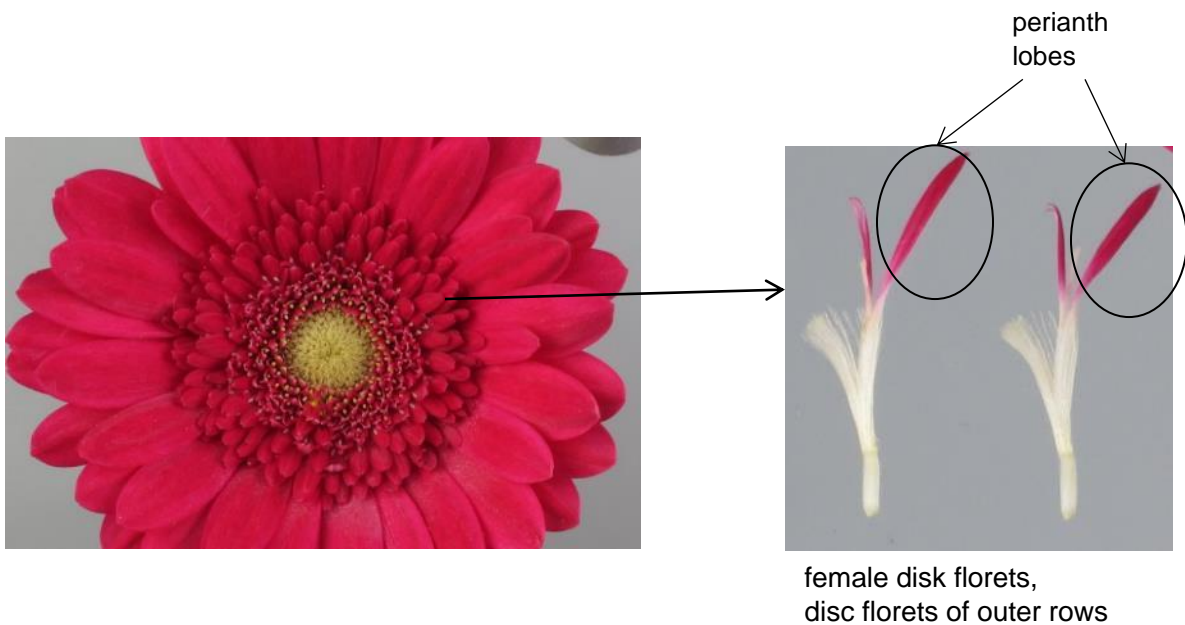 perianth
lobes
female disk florets,
disc florets of outer rows